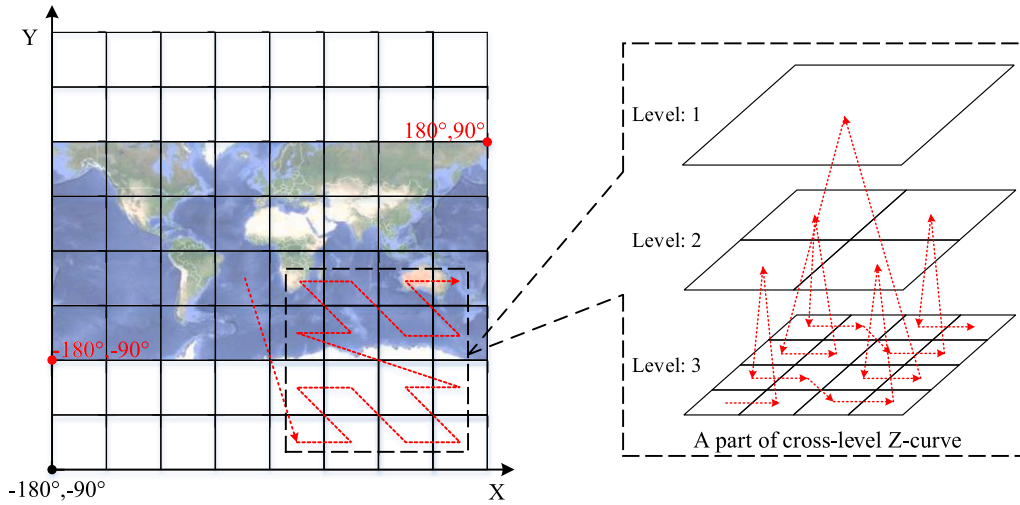 Y
180°,90°
-180°,-90°
-180°,-90°
X
Level: 1
Level: 2
Level: 3
A part of cross-level Z-curve